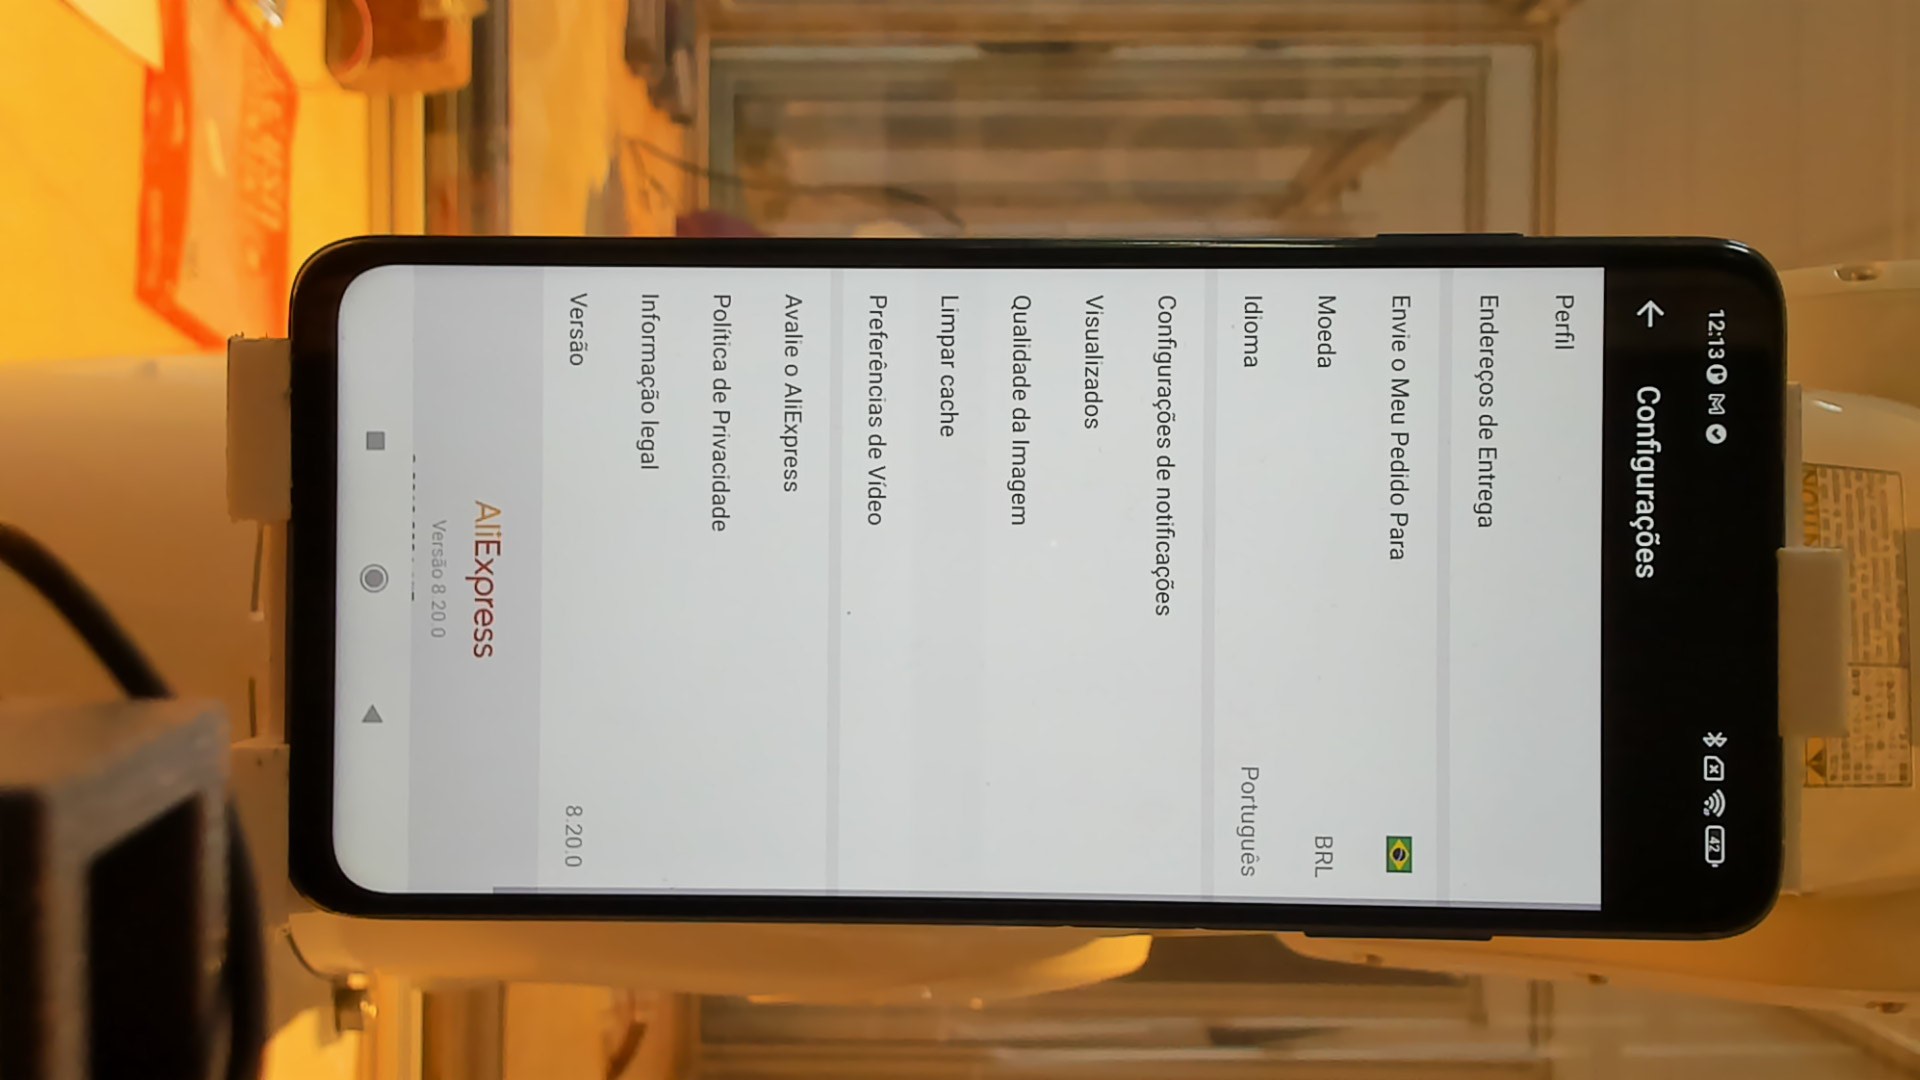 12:13
42
Configurações
Perfil
Endereços de Entrega
Envie o Meu Pedido Para
Moeda BRL
Idioma Português
Configurações de notificações
Visualizados
Qualidade da Imagem
Limpar cache
Preferências de Vídeo
Avalie o AliExpress
Política de Privacidade
Informação legal
Versão 8.20.0
AliExpress
Versão 8.20.0